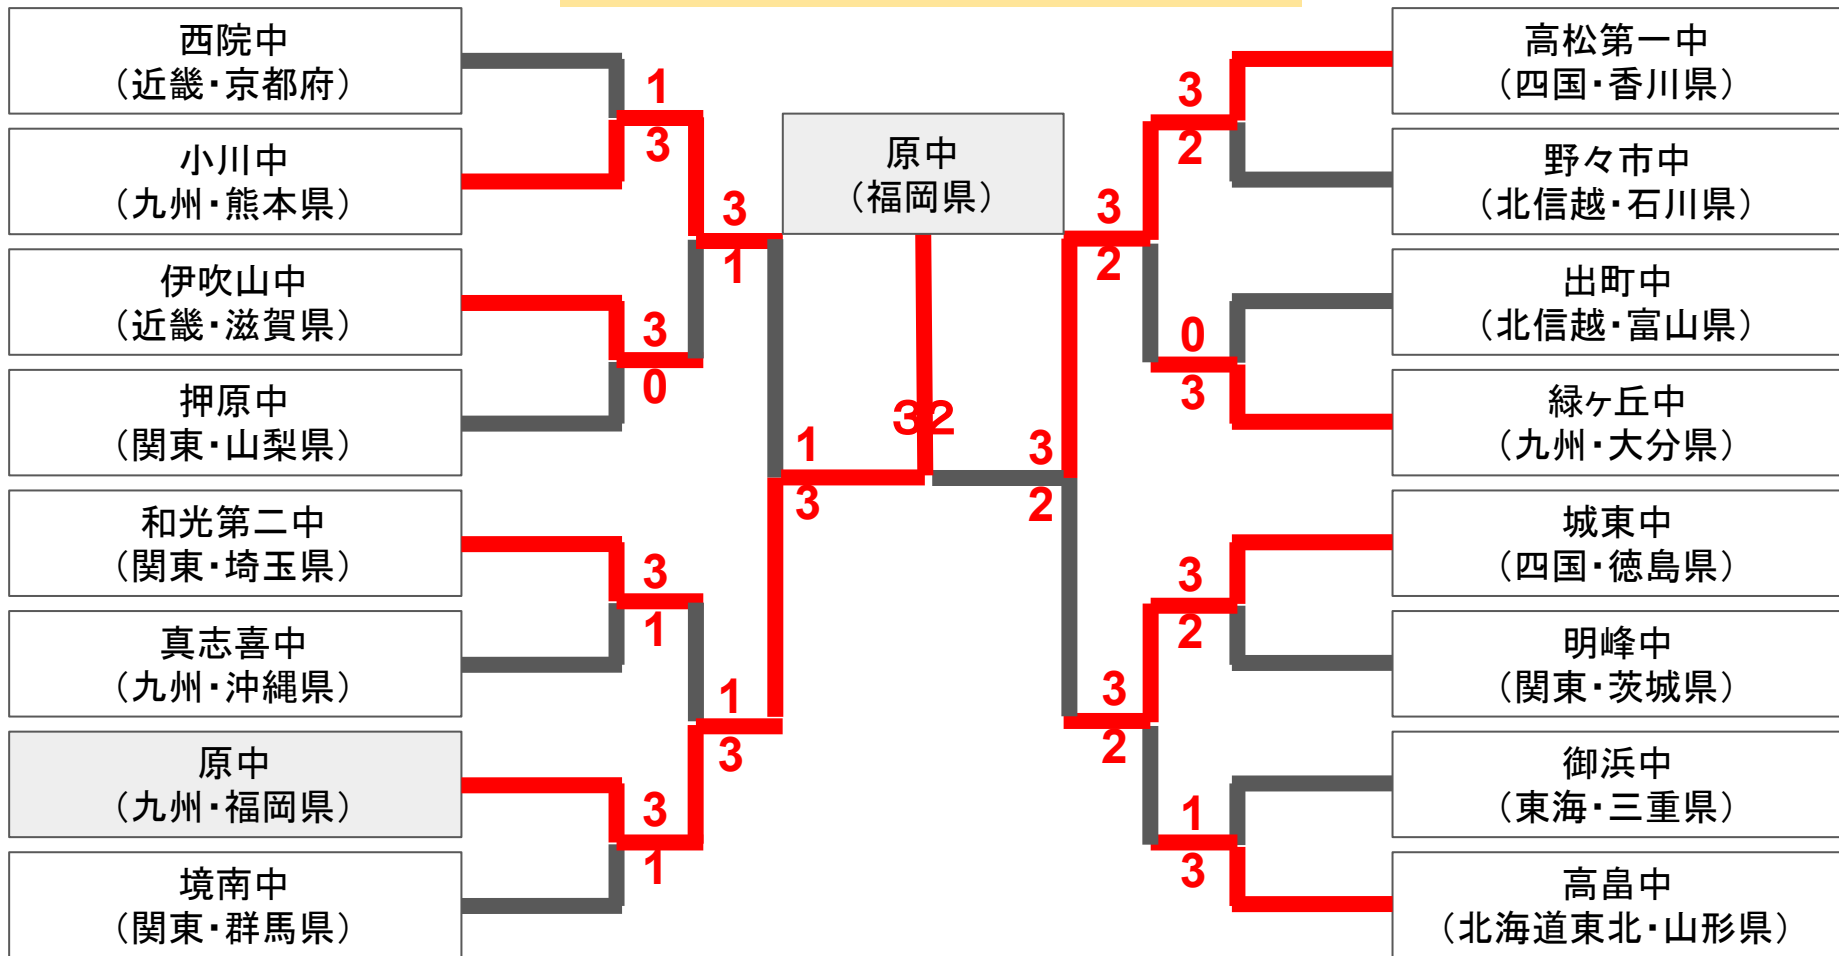 西院中
（近畿・京都府）
小川中
（九州・熊本県）
伊吹山中
（近畿・滋賀県）
押原中
（関東・山梨県）
和光第二中
（関東・埼玉県）
真志喜中
（九州・沖縄県）
原中
（九州・福岡県）
境南中
（関東・群馬県）
1
3
3
0
3
1
3
1
3
1
1
3
1
3
原中
（福岡県）
32
3
2
3
2
3
2
3
2
0
3
3
2
1
3
高松第一中
（四国・香川県）
野々市中
（北信越・石川県）
出町中
（北信越・富山県）
緑ヶ丘中
（九州・大分県）
城東中
（四国・徳島県）
明峰中
（関東・茨城県）
御浜中
（東海・三重県）
高畠中
（北海道東北・山形県）